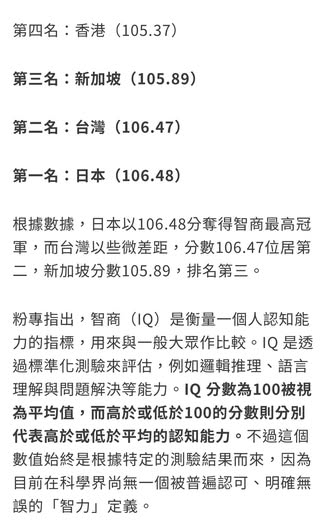 第四名：香港（105.37）
第三名：新加坡（105.89）
第二名：台灣（106.47）
第一名：日本（106.48）
根據數據，日本以106.48分奪得智商最高冠
軍，而台灣以些微差距，分數106.47位居第
二，新加坡分數105.89，排名第三。
粉專指出，智商（IQ）是衡量一個人認知能
力的指標，用來與一般大眾作比較。IQ 是透
過標準化測驗來評估，例如邏輯推理、語言
理解與問題解決等能力。IQ 分數為100被視
為平均值，而高於或低於100的分數則分別
代表高於或低於平均的認知能力。不過這個
數值始終是根據特定的測驗結果而來，因為
目前在科學界尚無一個被普遍認可、明確無
誤的「智力」定義。